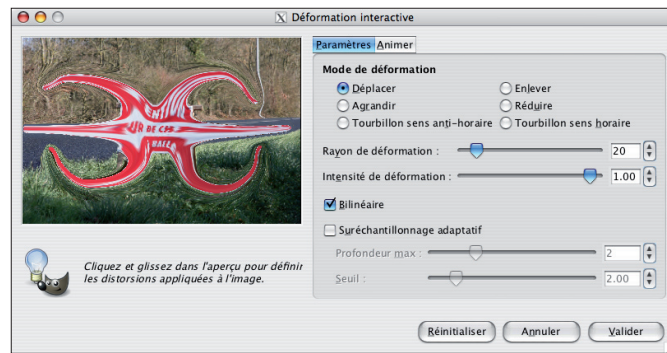 Déformation interactive
Paramètres Animer
Mode de déformation
Déplacer Enlever
Agrandir Réduire
Tourbillon sens anti-horaire Tourbillon sens horaire
Rayon de déformation : 20
Intensité de déformation : 1.00
Bilinéaire
Suréchantillonnage adaptatif
Profondeur max : 2
Seuil : 2.00
Cliquez et glissez dans l'aperçu pour définir
les distorsions appliquées à l'image.
Réinitialiser Annuler Valider